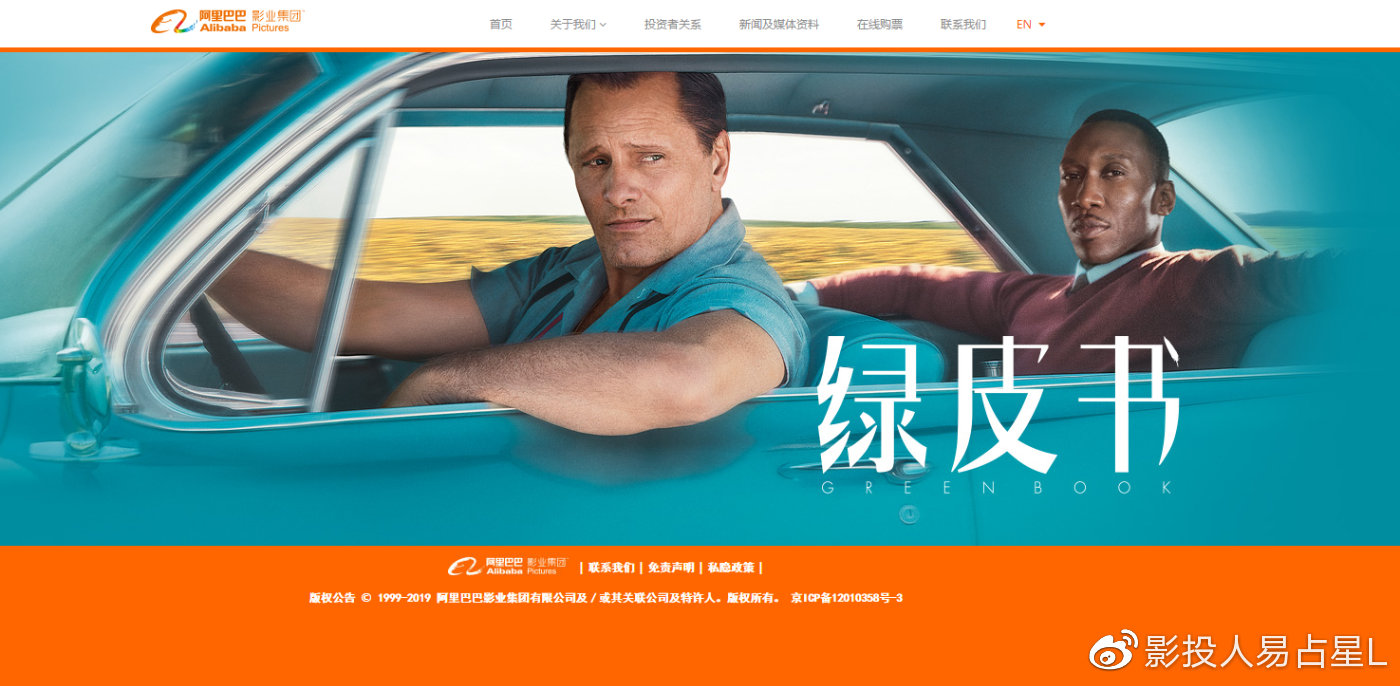 阿里巴巴 影业集团
Alibaba Pictures
首页 关于我们 投资者关系 新闻及媒体资料 在线购票 联系我们 EN
绿皮书
GREEN BOOK
阿里巴巴 影业集团
Alibaba Pictures
| 联系我们 | 免责声明 | 私隐政策 |
版权公告 © 1999-2019 阿里巴巴影业集团有限公司及/或其关联公司及特许人。版权所有。 京ICP备12010358号-3
影投人易占星L